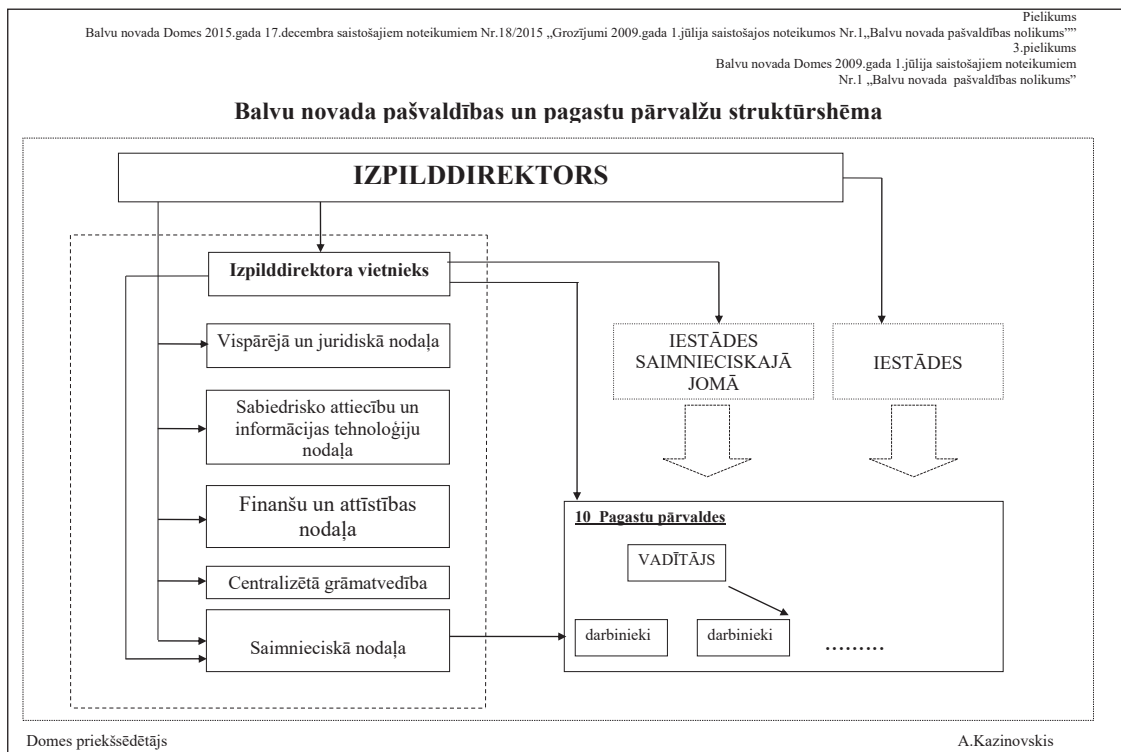 Pielikums
Balvu novada Domes 2015.gada 17.decembra saistošajiem noteikumiem Nr.18/2015 „Grozījumi 2009.gada 1.jūlija saistošajos noteikumos Nr.1„Balvu novada pašvaldības nolikums””
3.pielikums
Balvu novada Domes 2009.gada 1.jūlija saistošajiem noteikumiem
Nr.1 „Balvu novada pašvaldības nolikums”
Balvu novada pašvaldības un pagastu pārvalžu struktūrshēma
IZPILDDIREKTORS
Izpilddirektora vietnieks
Vispārējā un juridiskā nodaļa
Sabiedrisko attiecību un
informācijas tehnoloģiju
nodaļa
Finanšu un attīstības
nodaļa
Centralizētā grāmatvedība
Saimnieciskā nodaļa
IESTĀDES
SAIMNIECISKAJĀ
JOMĀ
IESTĀDES
10 Pagastu pārvaldes
VADĪTĀJS
darbinieki
darbinieki
.........
Domes priekšsēdētājs
A.Kazinovskis